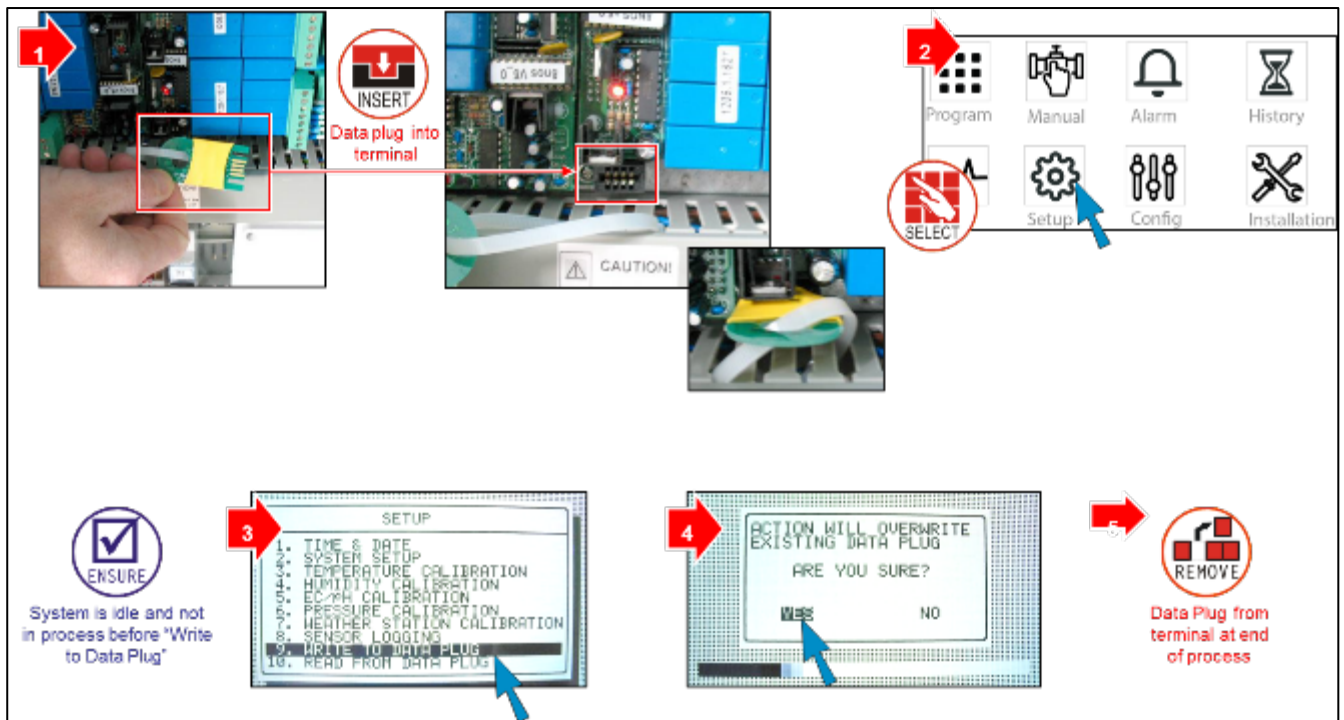 1
INSERT
Data plug into
terminal
8nos V6_0
CAUTION!
2
Program
Manual
Alarm
History
SELECT
Setup
Config
Installation
ENSURE
System is idle and not
in process before "Write
to Data Plug"
3
SETUP
1. TIME & DATE
2. SYSTEM SETUP
3. TEMPERATURE CALIBRATION
4. HUMIDITY CALIBRATION
5. EC/pH CALIBRATION
6. PRESSURE CALIBRATION
7. WEATHER STATION CALIBRATION
8. SENSOR LOGGING
9. WRITE TO DATA PLUG
10. READ FROM DATA PLUG
4
ACTION WILL OVERWRITE
EXISTING DATA PLUG
ARE YOU SURE?
YES NO
5
REMOVE
Data Plug from
terminal at end
of process